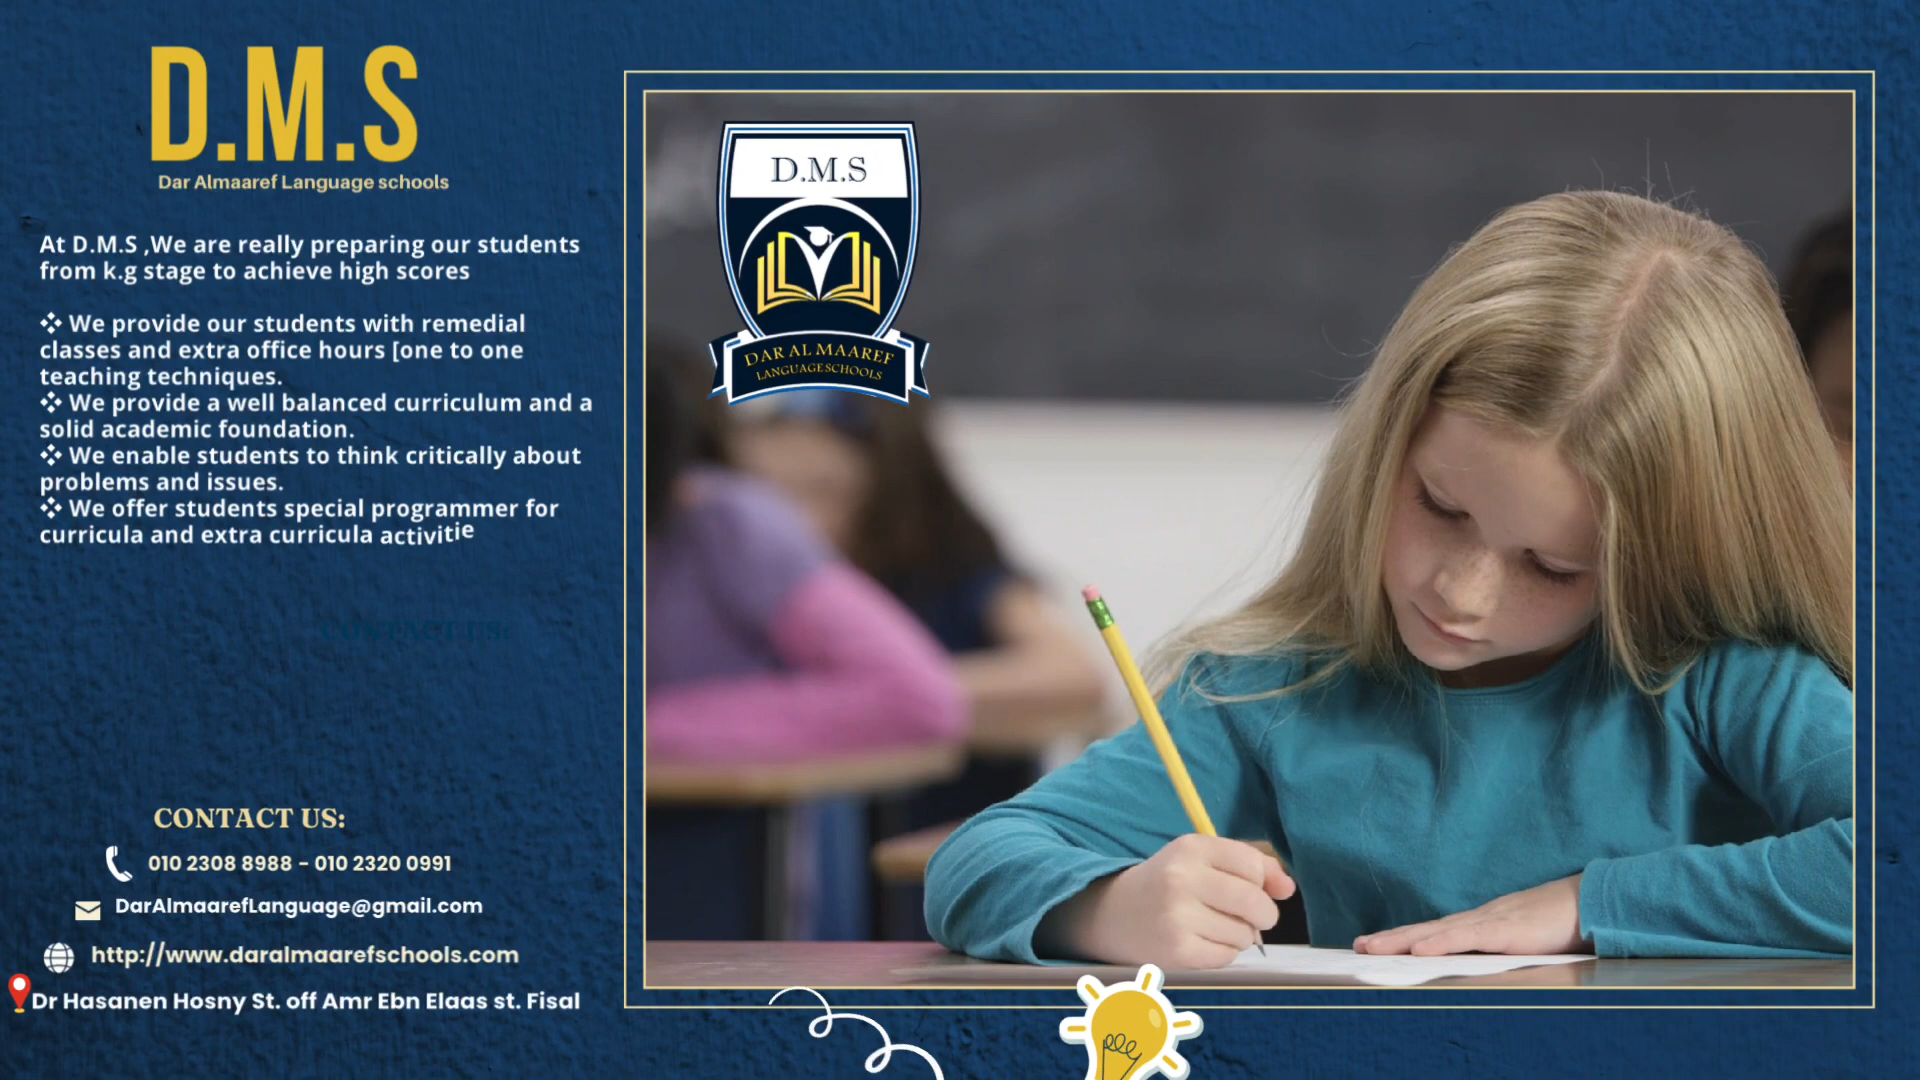 D.M.S
Dar Almaaref Language schools
At D.M.S ,We are really preparing our students
from k.g stage to achieve high scores
❖ We provide our students with remedial
classes and extra office hours [one to one
teaching techniques.
❖ We provide a well balanced curriculum and a
solid academic foundation.
❖ We enable students to think critically about
problems and issues.
❖ We offer students special programmer for
curricula and extra curricula activitie
CONTACT US:
CONTACT US:
010 2308 8988 - 010 2320 0991
DarAlmaarefLanguage@gmail.com
http://www.daralmaarefschools.com
Dr Hasanen Hosny St. off Amr Ebn Elaas st. Fisal
D.M.S
DAR AL MAAREF
LANGUAGE SCHOOLS